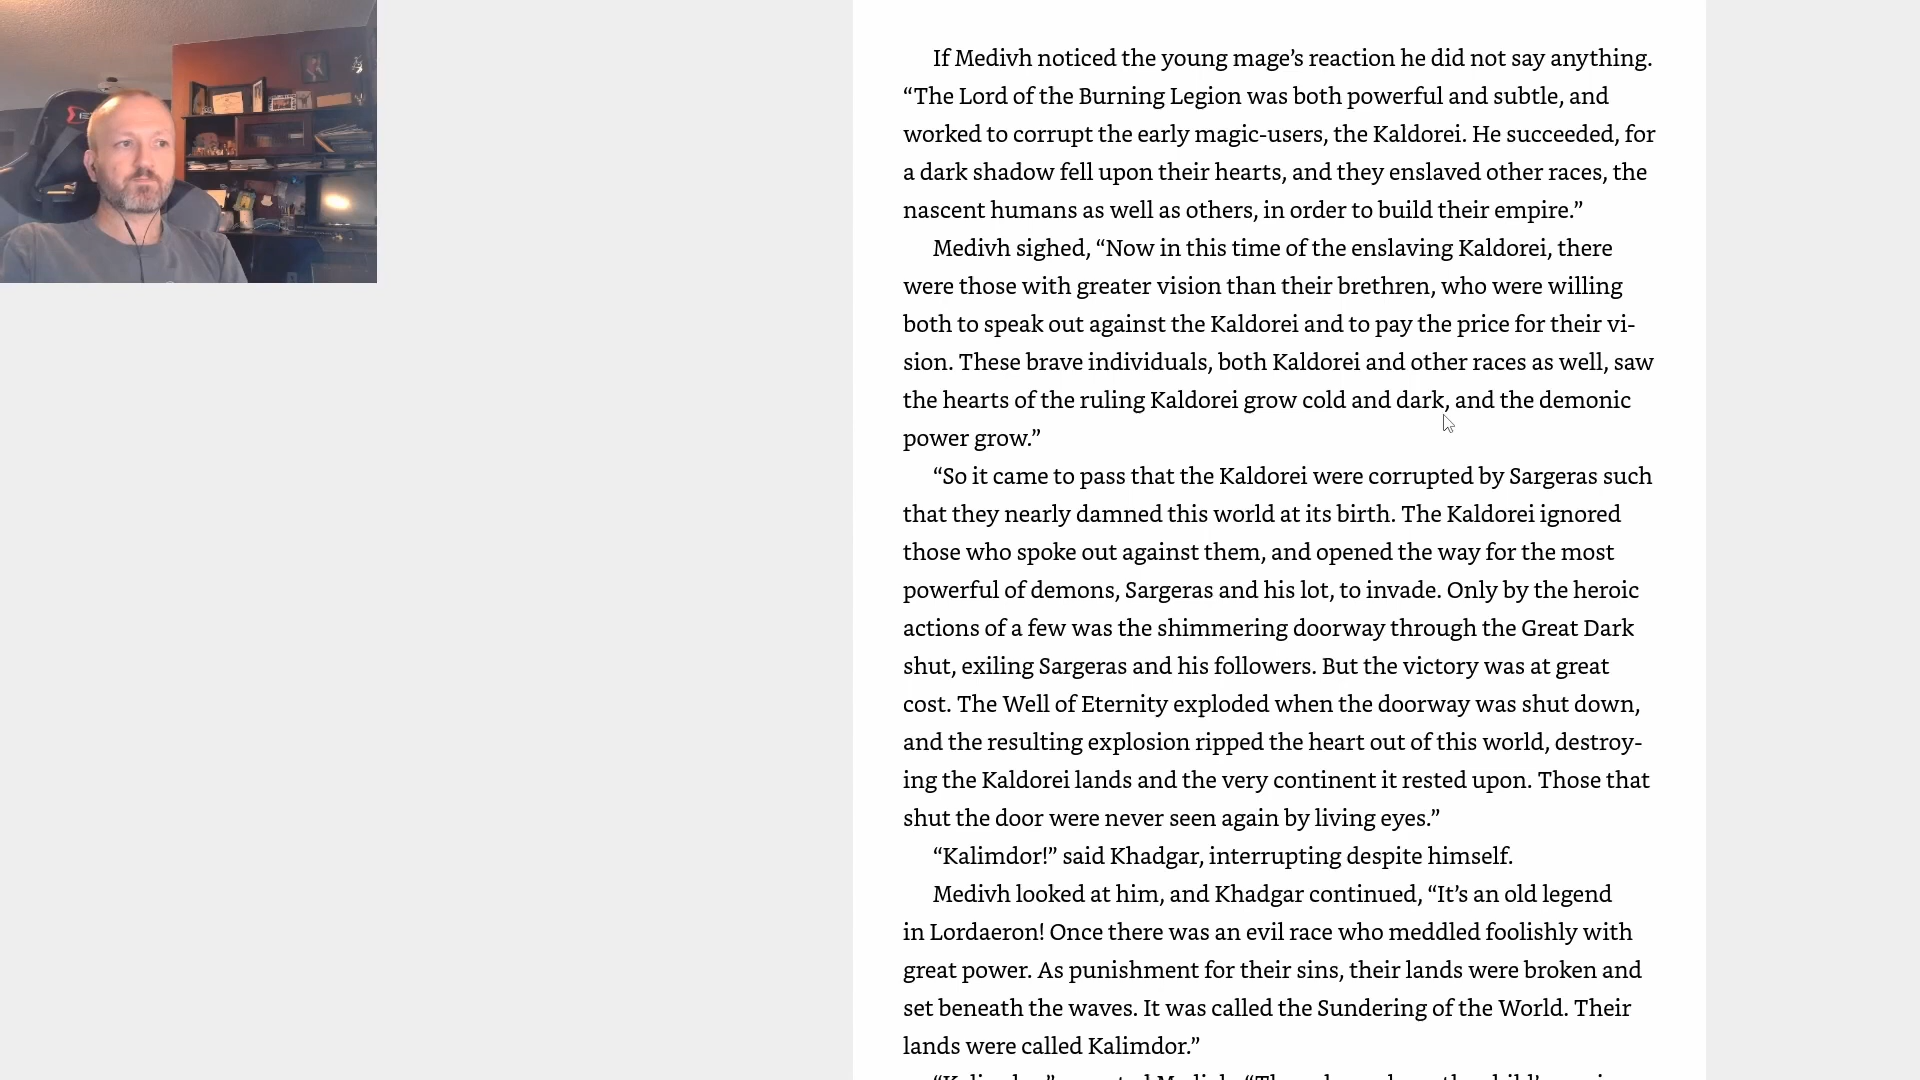 If Medivh noticed the young mage’s reaction he did not say anything.
“The Lord of the Burning Legion was both powerful and subtle, and
worked to corrupt the early magic-users, the Kaldorei. He succeeded, for
a dark shadow fell upon their hearts, and they enslaved other races, the
nascent humans as well as others, in order to build their empire.”
Medivh sighed, “Now in this time of the enslaving Kaldorei, there
were those with greater vision than their brethren, who were willing
both to speak out against the Kaldorei and to pay the price for their vi-
sion. These brave individuals, both Kaldorei and other races as well, saw
the hearts of the ruling Kaldorei grow cold and dark, and the demonic
power grow.”
“So it came to pass that the Kaldorei were corrupted by Sargeras such
that they nearly damned this world at its birth. The Kaldorei ignored
those who spoke out against them, and opened the way for the most
powerful of demons, Sargeras and his lot, to invade. Only by the heroic
actions of a few was the shimmering doorway through the Great Dark
shut, exiling Sargeras and his followers. But the victory was at great
cost. The Well of Eternity exploded when the doorway was shut down,
and the resulting explosion ripped the heart out of this world, destroy-
ing the Kaldorei lands and the very continent it rested upon. Those that
shut the door were never seen again by living eyes.”
“Kalimdor!” said Khadgar, interrupting despite himself.
Medivh looked at him, and Khadgar continued, “It’s an old legend
in Lordaeron! Once there was an evil race who meddled foolishly with
great power. As punishment for their sins, their lands were broken and
set beneath the waves. It was called the Sundering of the World. Their
lands were called Kalimdor.”